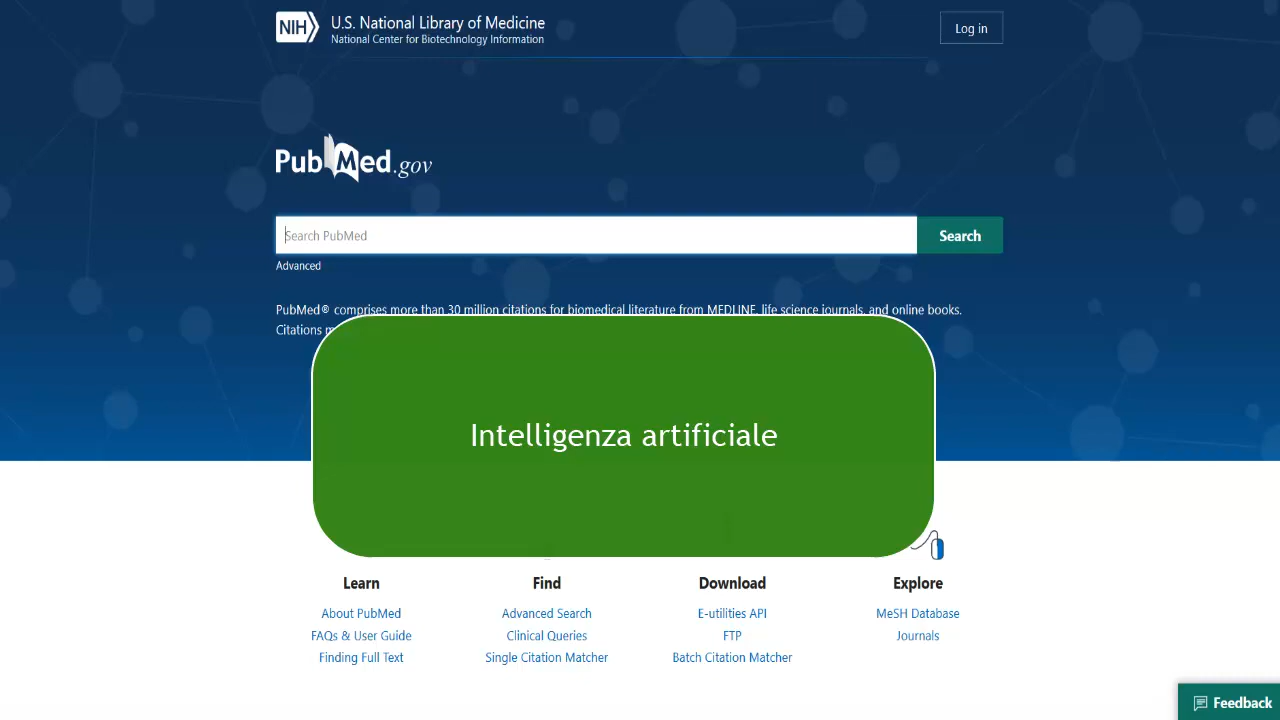 NIH U.S. National Library of Medicine
National Center for Biotechnology Information
Log in
PubMed.gov
Search PubMed
Search
Advanced
PubMed® comprises more than 30 million citations for biomedical literature from MEDLINE, life science journals, and online books.
Citations
Intelligenza artificiale
Learn
Find
Download
Explore
About PubMed
Advanced Search
E-utilities API
MeSH Database
FAQs & User Guide
Clinical Queries
FTP
Journals
Finding Full Text
Single Citation Matcher
Batch Citation Matcher
Feedback